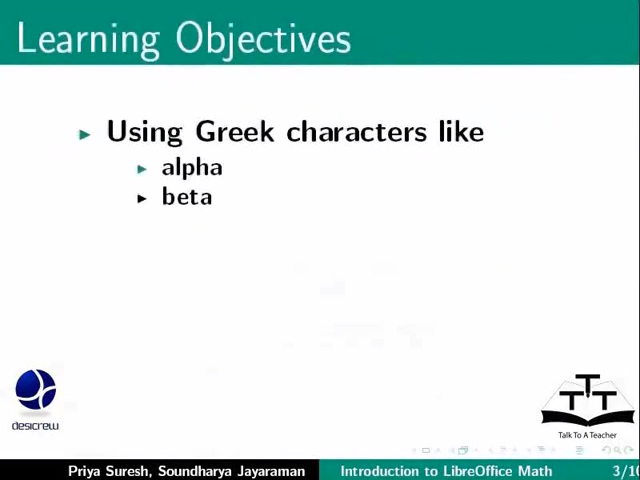 Learning Objectives
Using Greek characters like
alpha
beta
desicrew
T
T T
Talk To A Teacher
Priya Suresh, Soundharya Jayaraman Introduction to LibreOffice Math 3/10